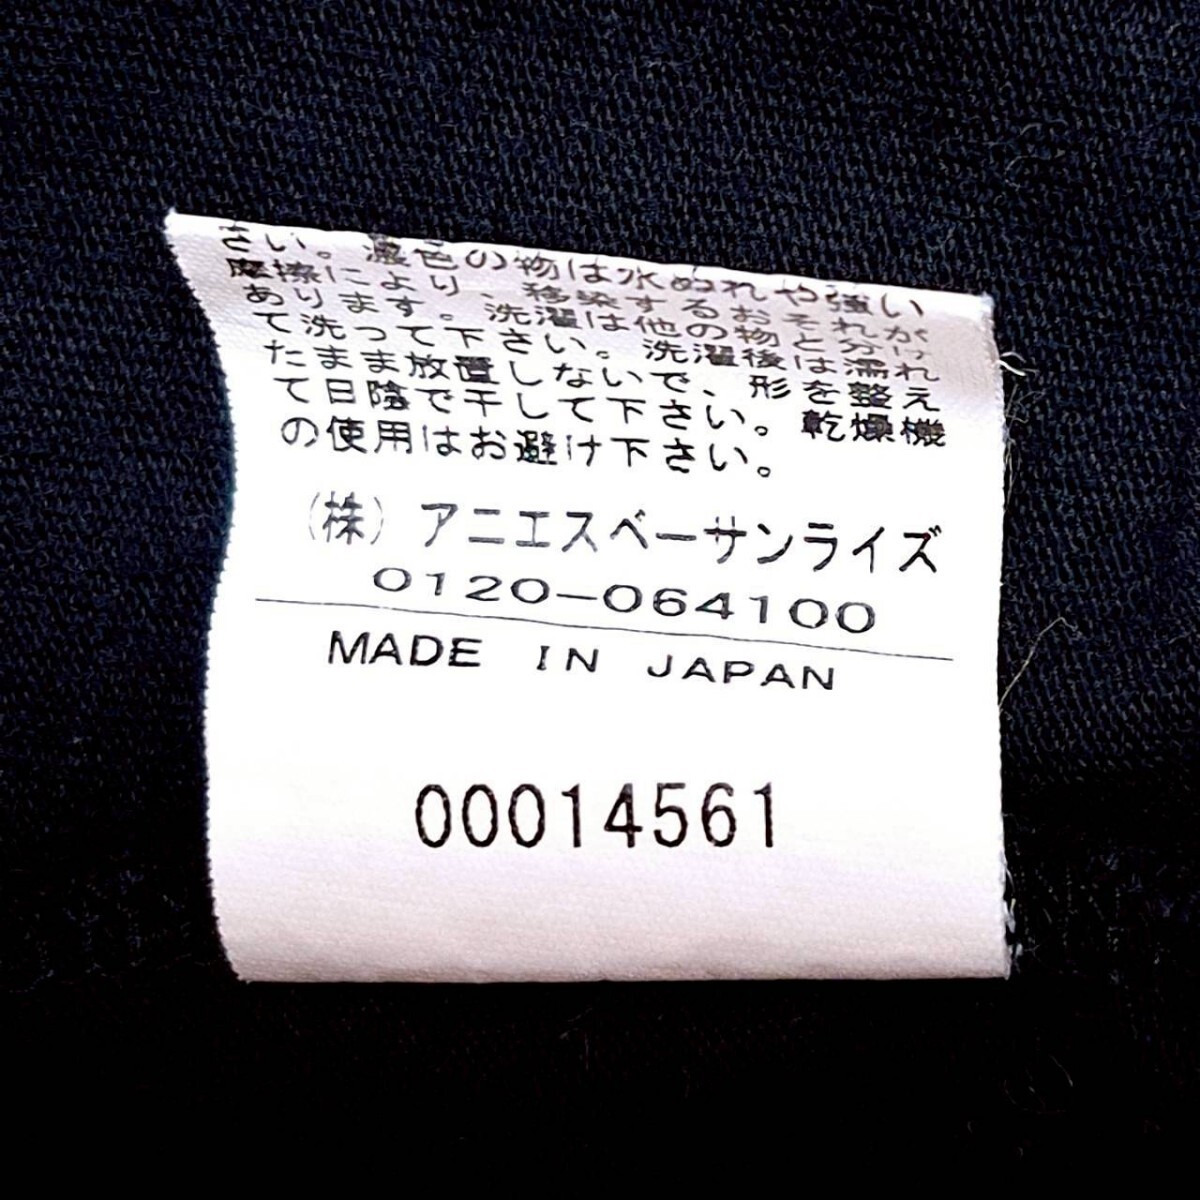 さい。濃色の物は水ぬれや強い
摩擦により、移染するおそれが
あります。洗濯は他の物と分け
て洗って下さい。洗濯後は濡れ
たまま放置しないで、形を整え
て日陰で干して下さい。乾燥機
の使用はお避け下さい。
(株) アニエスベーサンライズ
0120-064100
MADE IN JAPAN
00014561